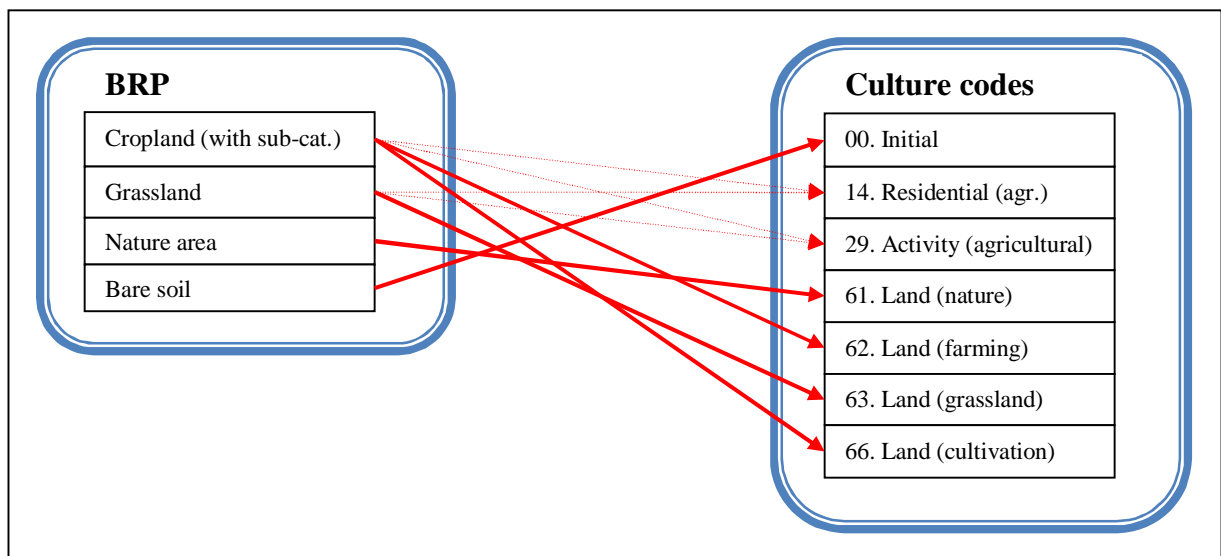 BRP
Cropland (with sub-cat.)
Grassland
Nature area
Bare soil
Culture codes
00. Initial
14. Residential (agr.)
29. Activity (agricultural)
61. Land (nature)
62. Land (farming)
63. Land (grassland)
66. Land (cultivation)